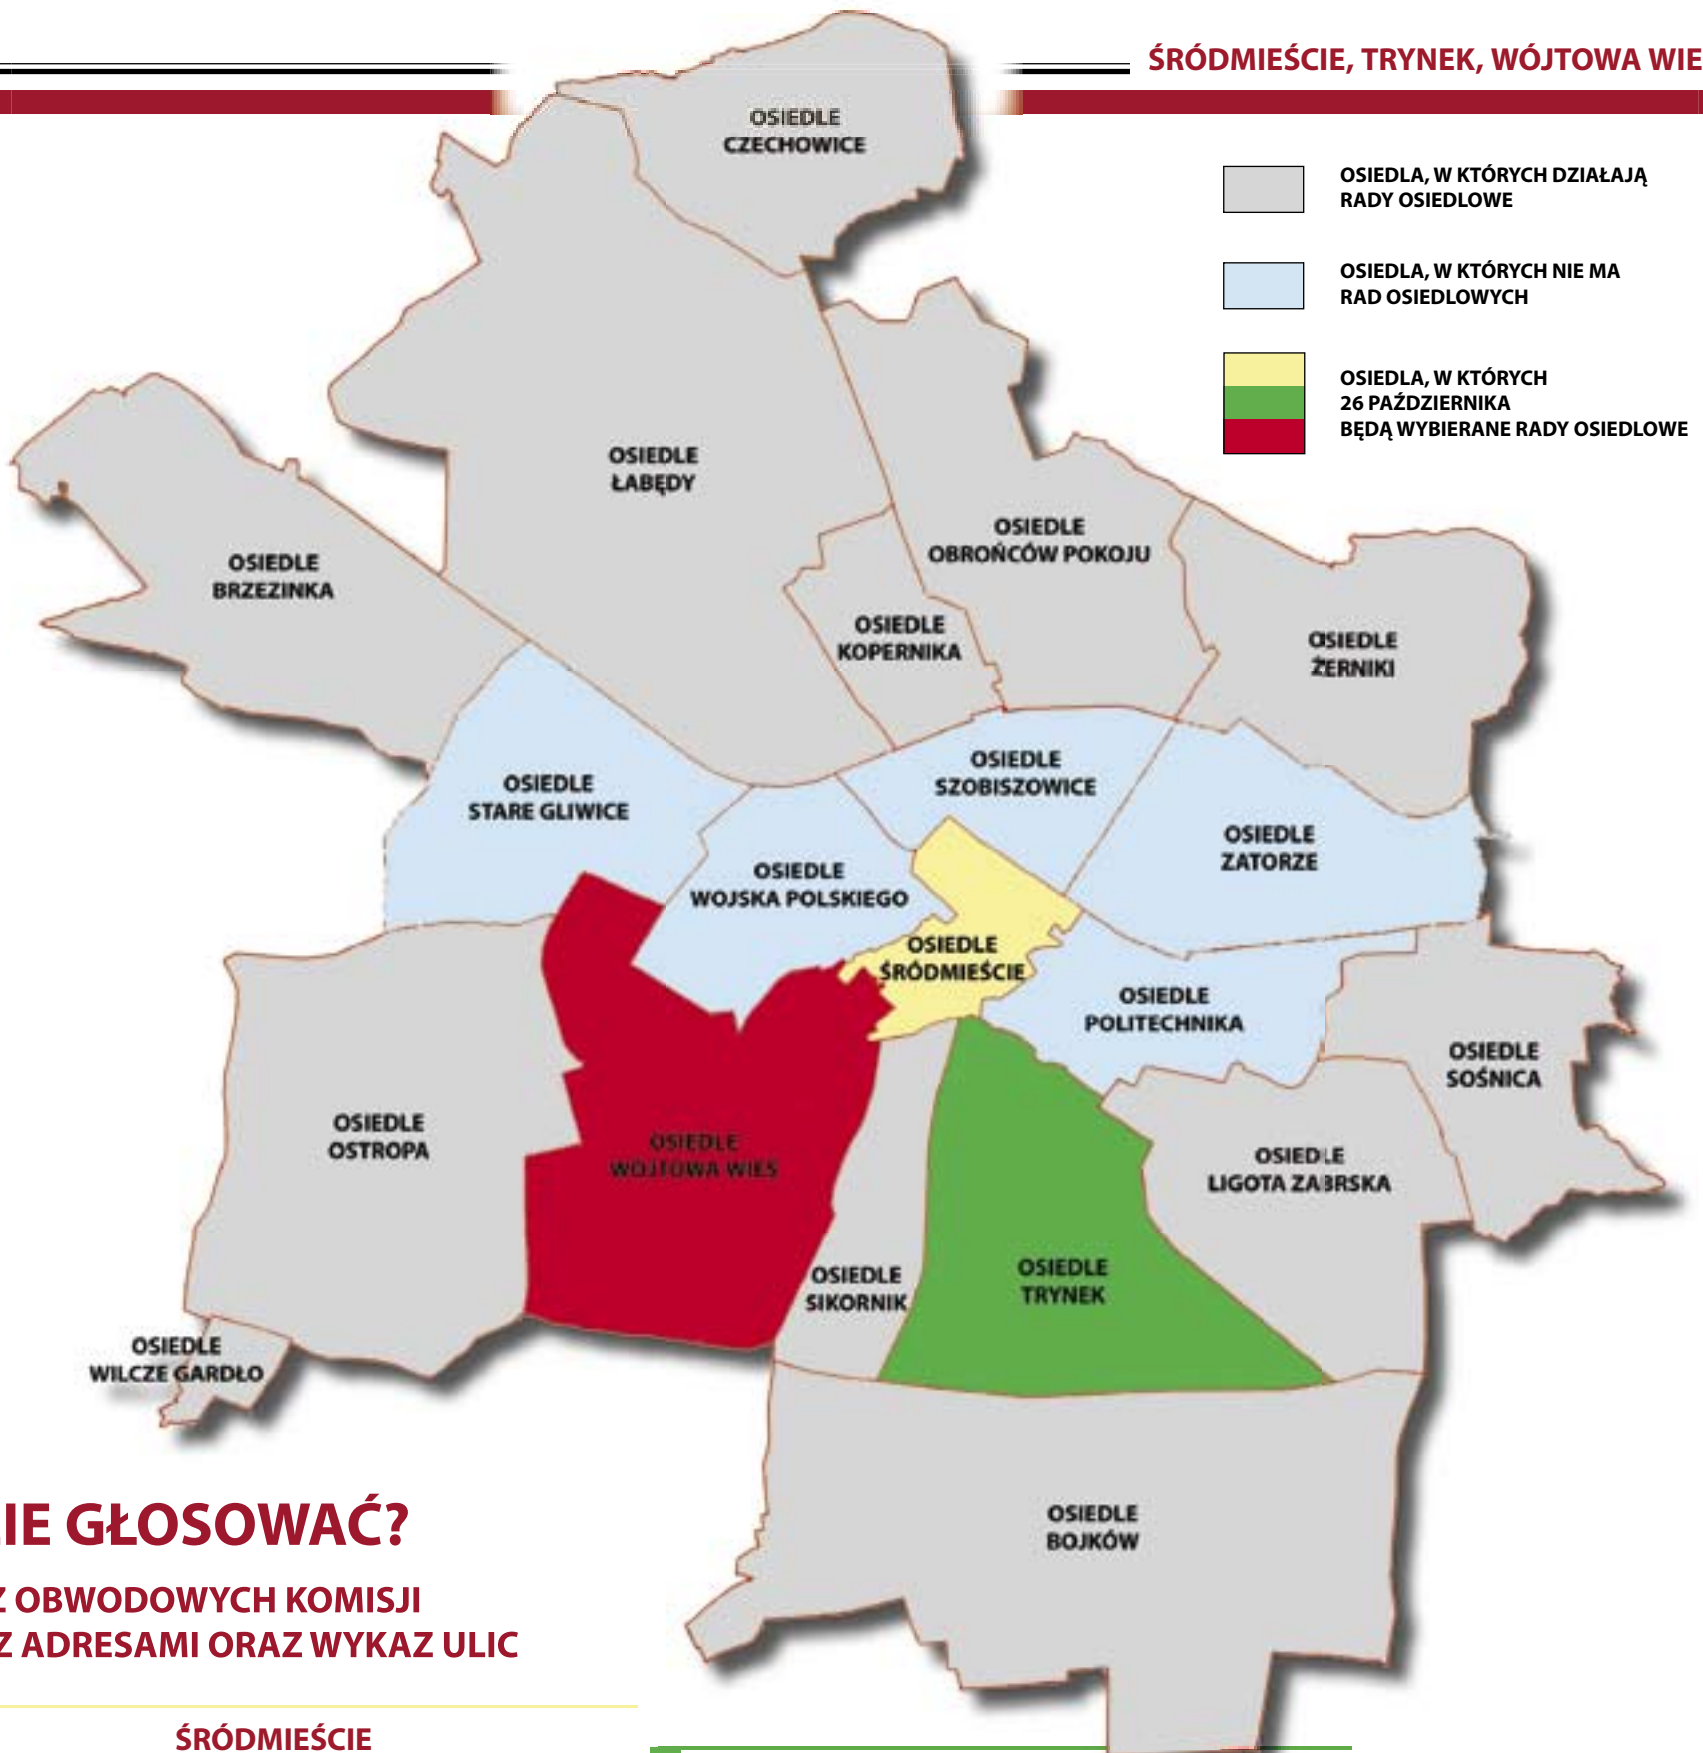 ŚRÓDMIEŚCIE, TRYNEK, WÓJTOWA WIE
OSIEDLE
CZECHOWICE
OSIEDLA, W KTÓRYCH DZIAŁAJĄ
RADY OSIEDLOWE
OSIEDLA, W KTÓRYCH NIE MA
RAD OSIEDLOWYCH
OSIEDLA, W KTÓRYCH
26 PAŹDZIERNIKA
BĘDĄ WYBIERANE RADY OSIEDLOWE
OSIEDLE
ŁABĘDY
OSIEDLE
OBROŃCÓW POKOJU
OSIEDLE
BRZEZINKA
OSIEDLE
KOPERNIKA
OSIEDLE
ŻERNIKI
OSIEDLE
STARE GLIWICE
OSIEDLE
SZOBISZOWICE
OSIEDLE
ZATORZE
OSIEDLE
WOJSKA POLSKIEGO
OSIEDLE
ŚRÓDMIEŚCIE
OSIEDLE
POLITECHNIKA
OSIEDLE
SOŚNICA
OSIEDLE
OSTROPA
OSIEDLE
WÓJTOWA WIEŚ
OSIEDLE
LIGOTA ZABRSKA
OSIEDLE
SIKORNIK
OSIEDLE
TRYNEK
OSIEDLE
WILCZE GARDŁO
OSIEDLE
BOJKÓW
IE GŁOSOWAĆ?
Z OBWODOWYCH KOMISJI
Z ADRESAMI ORAZ WYKAZ ULIC
ŚRÓDMIEŚCIE